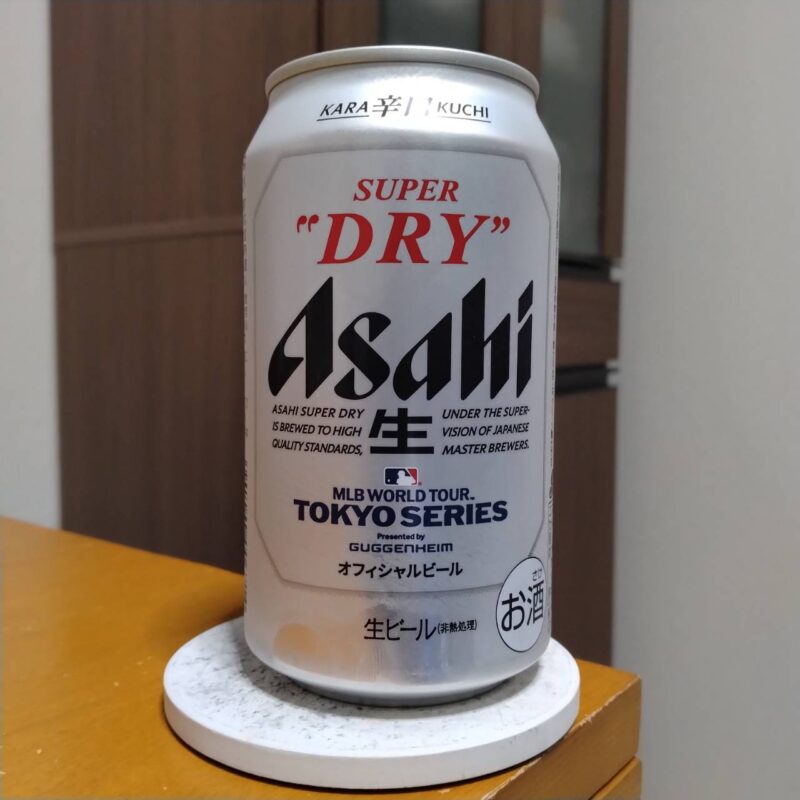 KARA 辛口 KUCHI
SUPER
"DRY"
Asahi
ASAHI SUPER DRY
IS BREWED TO HIGH
QUALITY STANDARDS,
生
UNDER THE SUPER-
VISION OF JAPANESE
MASTER BREWERS.
MLB WORLD TOUR™
TOKYO SERIES
Presented by
GUGGENHEIM
オフィシャルビール
生ビール(非熱処理)
さけ
お酒